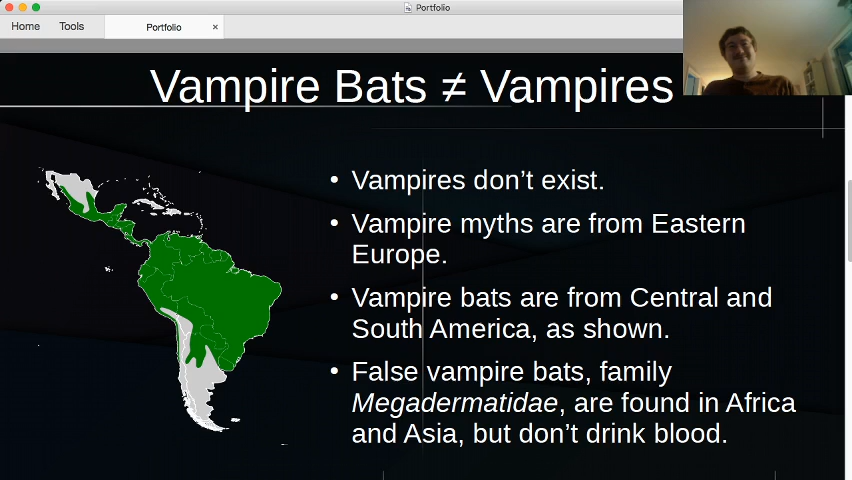 Portfolio
Home Tools Portfolio ×
Vampire Bats ≠ Vampires
• Vampires don’t exist.
• Vampire myths are from Eastern
Europe.
• Vampire bats are from Central and
South America, as shown.
• False vampire bats, family
Megadermatidae, are found in Africa
and Asia, but don’t drink blood.